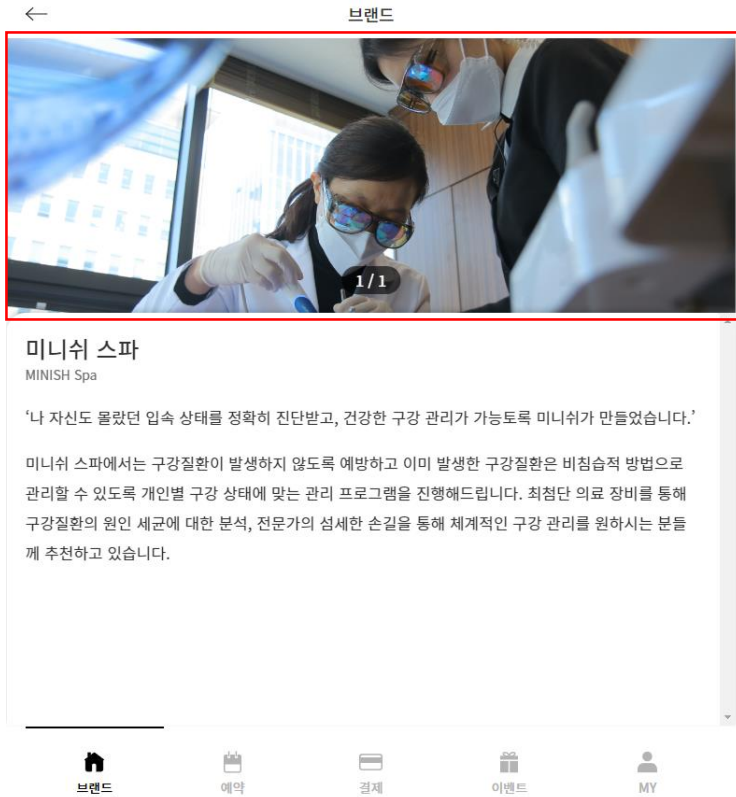 브랜드
1/1
미니쉬 스파
MINISH Spa
‘나 자신도 몰랐던 입속 상태를 정확히 진단받고, 건강한 구강 관리가 가능토록 미니쉬가 만들었습니다.’
미니쉬 스파에서는 구강질환이 발생하지 않도록 예방하고 이미 발생한 구강질환은 비침습적 방법으로
관리할 수 있도록 개인별 구강 상태에 맞는 관리 프로그램을 진행해드립니다. 최첨단 의료 장비를 통해
구강질환의 원인 세균에 대한 분석, 전문가의 섬세한 손길을 통해 체계적인 구강 관리를 원하시는 분들
께 추천하고 있습니다.
브랜드 예약 결제 이벤트 MY